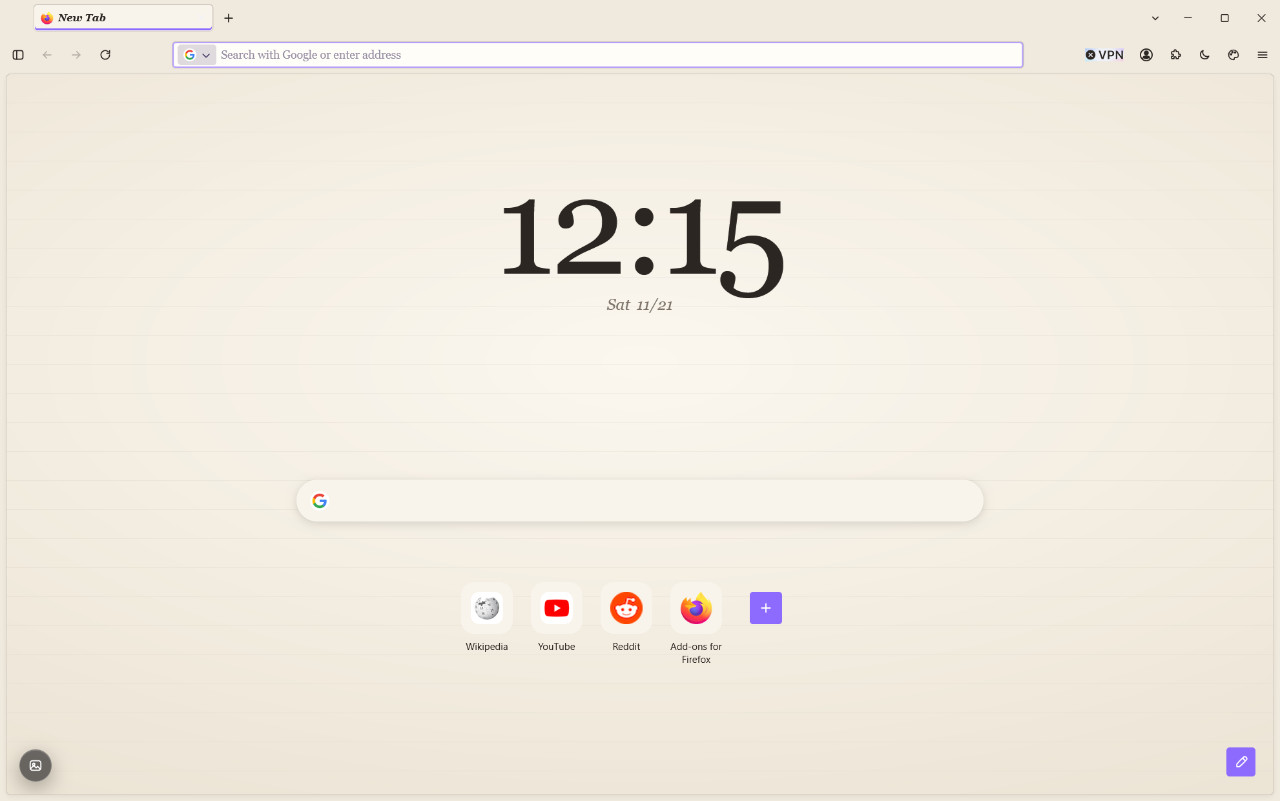 New Tab
Search with Google or enter address
VPN
12:15
Sat 11/21
Wikipedia
YouTube
Reddit
Add-ons for
Firefox